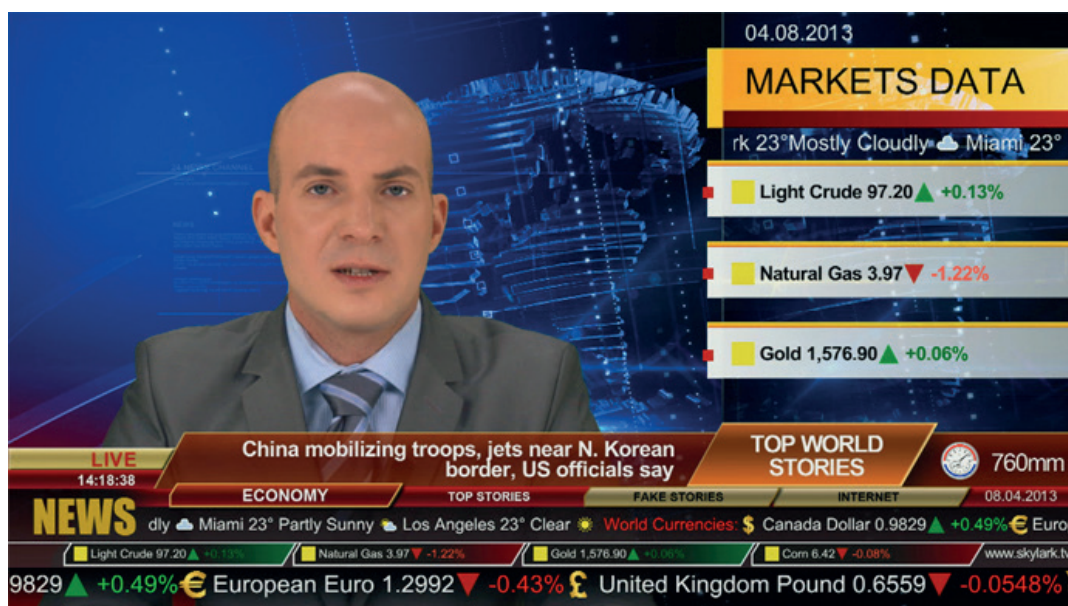 04.08.2013
MARKETS DATA
rk 23°Mostly Cloudly Miami 23°
Light Crude 97.20 +0.13%
Natural Gas 3.97 -1.22%
Gold 1,576.90 +0.06%
24 NEWS CHANNEL
NEWS
China mobilizing troops, jets near N. Korean
border, US officials say
TOP WORLD
STORIES
760mm
LIVE
14:18:38
ECONOMY TOP STORIES FAKE STORIES INTERNET 08.04.2013
NEWS
dly Miami 23° Partly Sunny Los Angeles 23° Clear World Currencies: $ Canada Dollar 0.9829 +0.49% € Euro
Light Crude 97.20 +0.13% Natural Gas 3.97 -1.22% Gold 1,576.90 +0.06% Corn 6.42 -0.08% www.skylark.tv
9829 +0.49% € European Euro 1.2992 -0.43% £ United Kingdom Pound 0.6559 -0.0548%